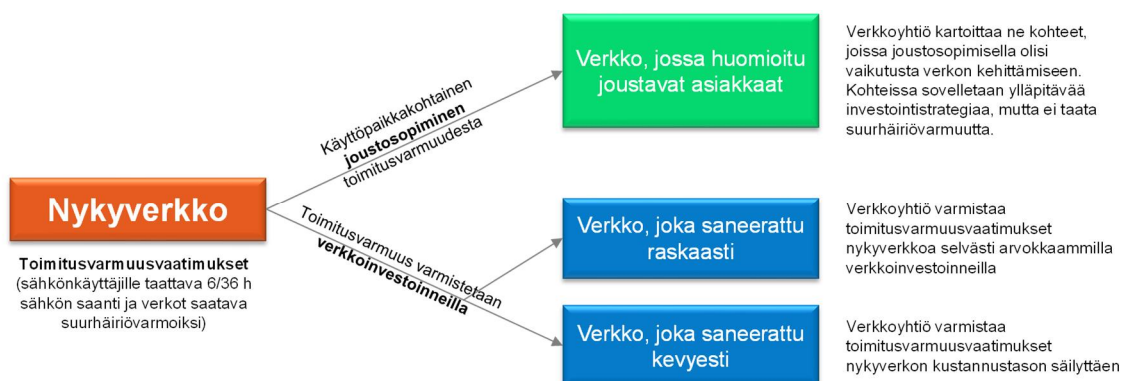 Nykyverkko
Toimitusvarmuusvaatimukset
(sähkönkäyttäjille taattava 6/36 h
sähkön saanti ja verkot saatava
suurhäiriövarmoiksi)
Käyttöpaikkakohtainen
joustosopiminen
toimitusvarmuudesta
Toimitusvarmuus varmistetaan
verkkoinvestoinneilla
Verkko, jossa huomioitu
joustavat asiakkaat
Verkkoyhtiö kartoittaa ne kohteet,
joissa joustosopimisella olisi
vaikutusta verkon kehittämiseen.
Kohteissa sovelletaan ylläpitävää
investointistrategiaa, mutta ei taata
suurhäiriövarmuutta.
Verkko, joka saneerattu
raskaasti
Verkkoyhtiö varmistaa
toimitusvarmuusvaatimukset
nykyverkkoa selvästi arvokkaammilla
verkkoinvestoinneilla
Verkko, joka saneerattu
kevyesti
Verkkoyhtiö varmistaa
toimitusvarmuusvaatimukset
nykyverkon kustannustason säilyttäen